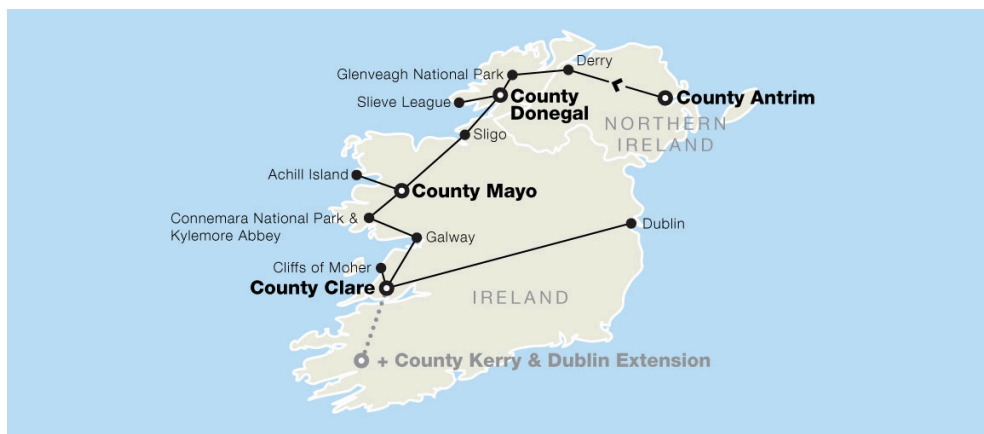 Derry
Glenveagh National Park
County Antrim
Slieve League
County
Donegal
NORTHERN
IRELAND
Sligo
Achill Island
County Mayo
Connemara National Park &
Kylemore Abbey
Dublin
Galway
Cliffs of Moher
County Clare
IRELAND
+ County Kerry & Dublin Extension